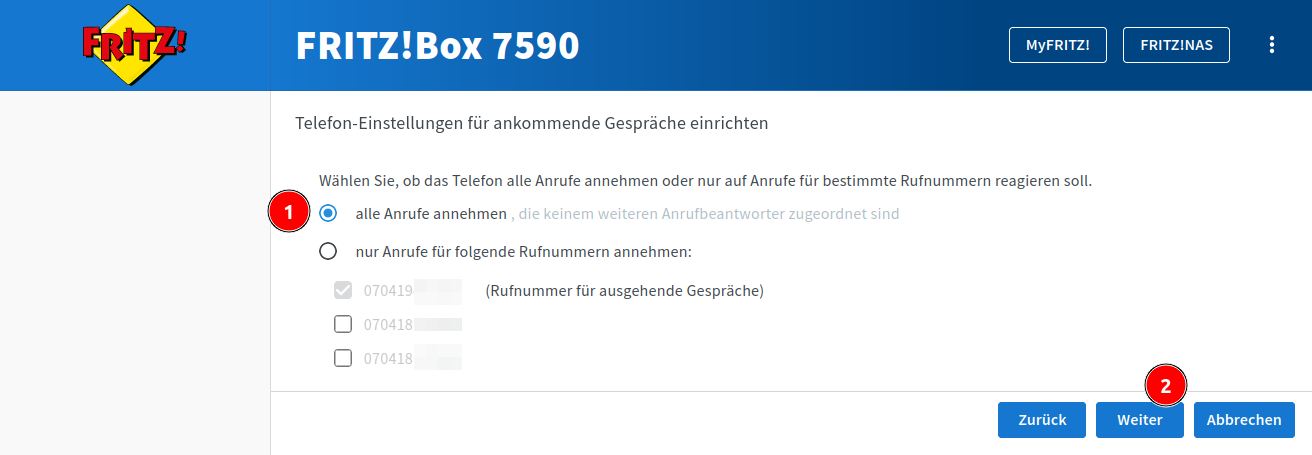 FRITZ!
FRITZ!Box 7590
MyFRITZ!
FRITZ!NAS
Telefon-Einstellungen für ankommende Gespräche einrichten
Wählen Sie, ob das Telefon alle Anrufe annehmen oder nur auf Anrufe für bestimmte Rufnummern reagieren soll.
1
alle Anrufe annehmen , die keinem weiteren Anrufbeantworter zugeordnet sind
nur Anrufe für folgende Rufnummern annehmen:
070419 (Rufnummer für ausgehende Gespräche)
070418
070418
2
Zurück
Weiter
Abbrechen